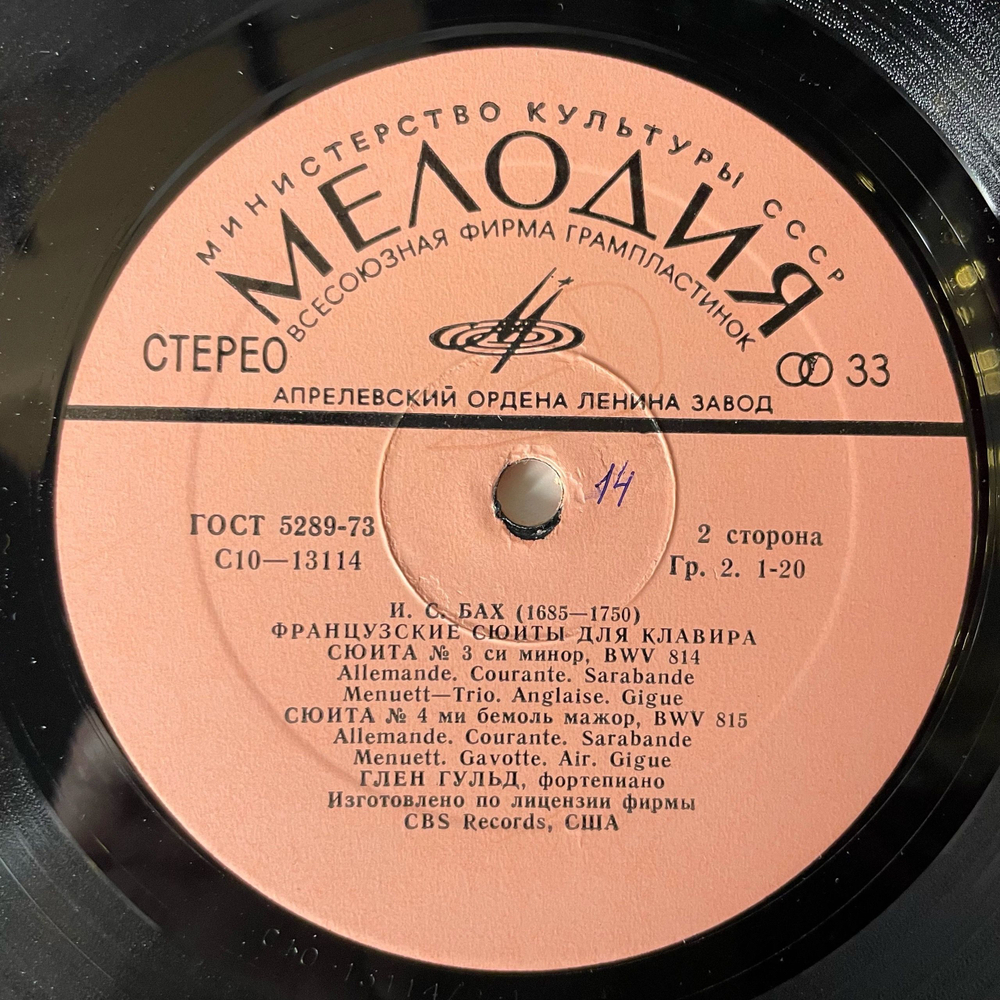 МИНИСТЕРСТВО КУЛЬТУРЫ СССР
МЕЛОДИЯ
ВСЕСОЮЗНАЯ ФИРМА ГРАМПЛАСТИНОК
СТЕРЕО
33
АПРЕЛЕВСКИЙ ОРДЕНА ЛЕНИНА ЗАВОД
14
ГОСТ 5289-73
С10—13114
2 сторона
Гр. 2. 1-20
И. С. БАХ (1685—1750)
ФРАНЦУЗСКИЕ СЮИТЫ ДЛЯ КЛАВИРА
СЮИТА № 3 си минор, BWV 814
Allemande. Courante. Sarabande
Menuett—Trio. Anglaise. Gigue
СЮИТА № 4 ми бемоль мажор, BWV 815
Allemande. Courante. Sarabande
Menuett. Gavotte. Air. Gigue
ГЛЕН ГУЛЬД, фортепиано
Изготовлено по лицензии фирмы
CBS Records, США